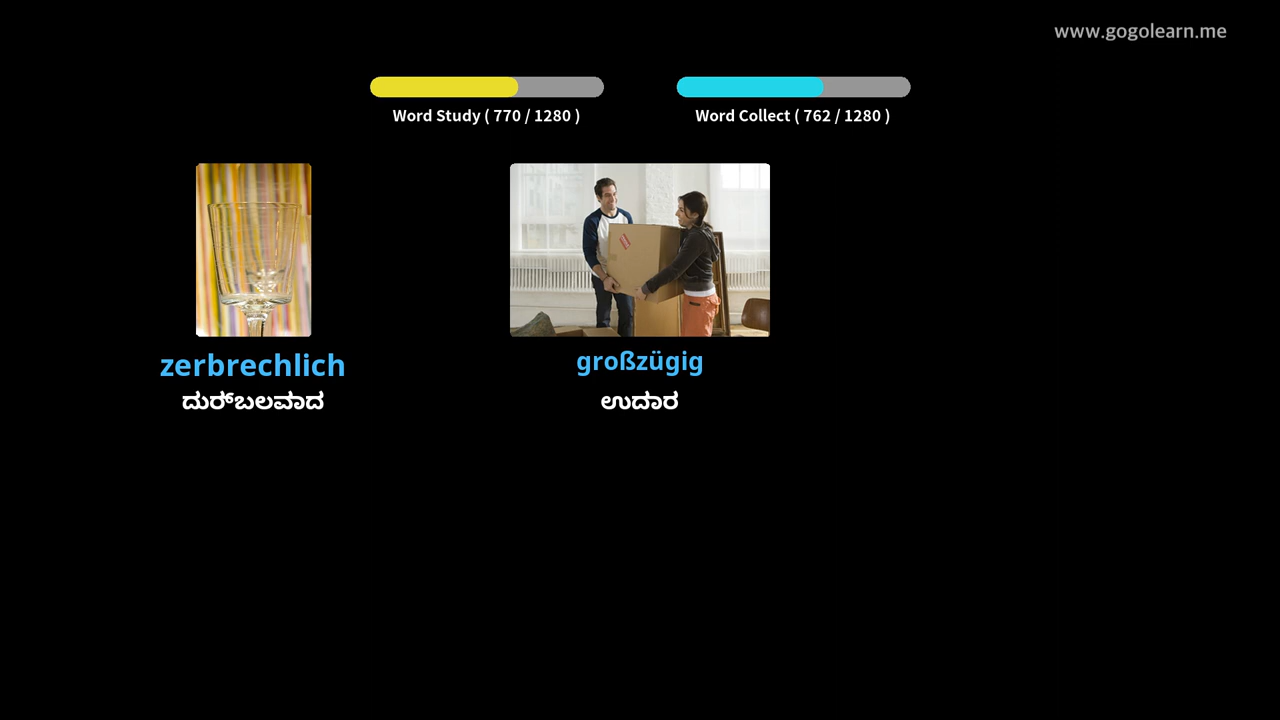 www.gogolearn.me
Word Study ( 770 / 1280 )
Word Collect ( 762 / 1280 )
zerbrechlich
ದುರ್‍ಬಲವಾದ
großzügig
ಉದಾರ